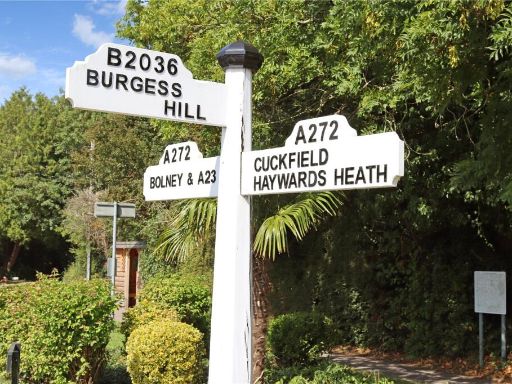 B2036
BURGESS
HILL
A272
BOLNEY & A23
A272
CUCKFIELD
HAYWARDS HEATH